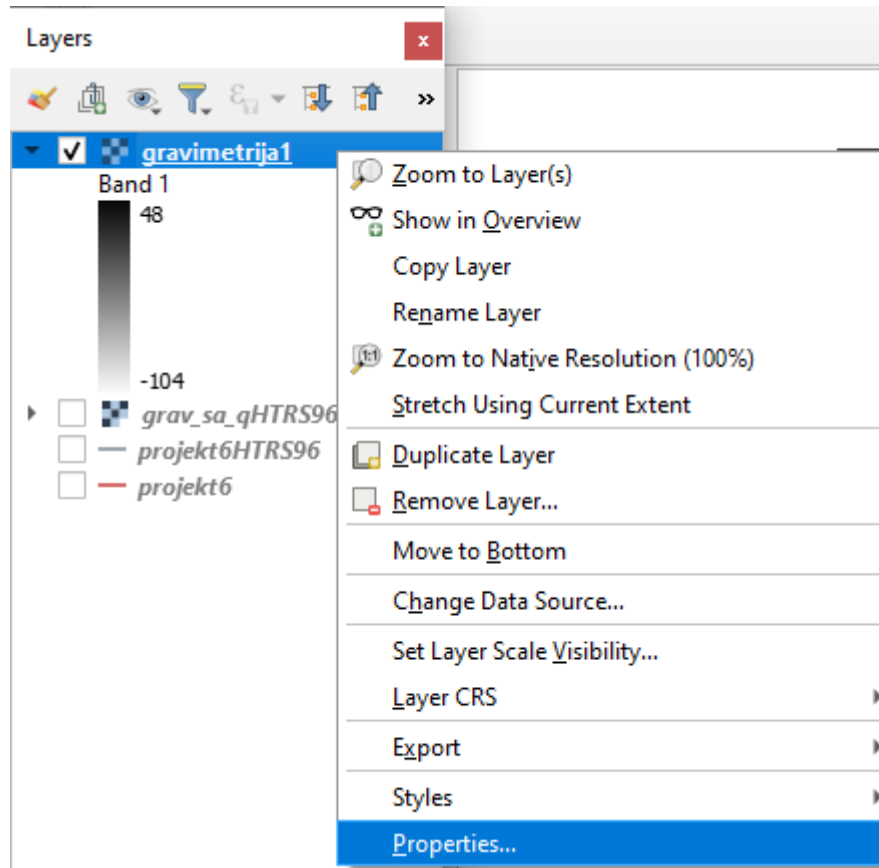 Layers
x
»
gravimetrija1
Band 1
48
-104
grav_sa_qHTRS96
projekt6HTRS96
projekt6
Zoom to Layer(s)
Show in Overview
Copy Layer
Rename Layer
1:1 Zoom to Native Resolution (100%)
Stretch Using Current Extent
Duplicate Layer
Remove Layer...
Move to Bottom
Change Data Source...
Set Layer Scale Visibility...
Layer CRS
Export
Styles
Properties...